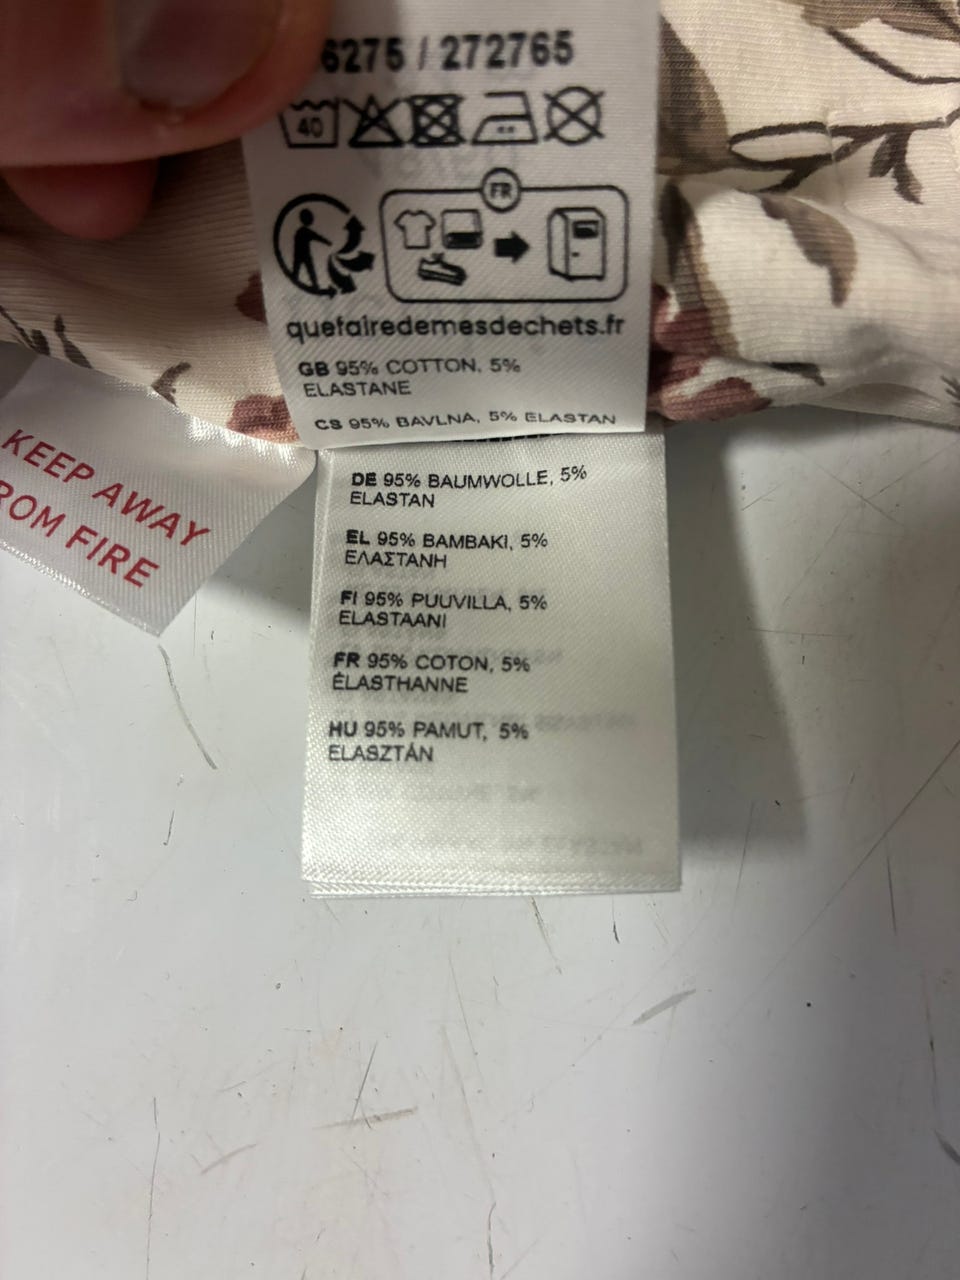 6275 / 272765
40
FR
quefairedemesdechets.fr
GB 95% COTTON, 5%
ELASTANE
CS 95% BAVLNA, 5% ELASTAN
KEEP AWAY
ROM FIRE
DE 95% BAUMWOLLE, 5%
ELASTAN
EL 95% ΒΑΜΒΑΚΙ, 5%
ΕΛΑΣΤΑΝΗ
FI 95% PUUVILLA, 5%
ELASTAANI
FR 95% COTON, 5%
ÉLASTHANNE
HU 95% PAMUT, 5%
ELASZTÁN